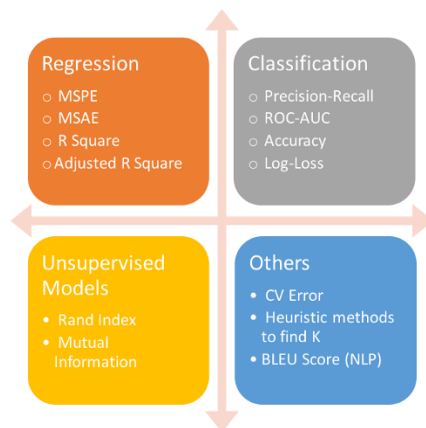 Regression
○ MSPE
○ MSAE
○ R Square
○ Adjusted R Square
Classification
○ Precision-Recall
○ ROC-AUC
○ Accuracy
○ Log-Loss
Unsupervised
Models
• Rand Index
• Mutual
Information
Others
• CV Error
• Heuristic methods
to find K
• BLEU Score (NLP)